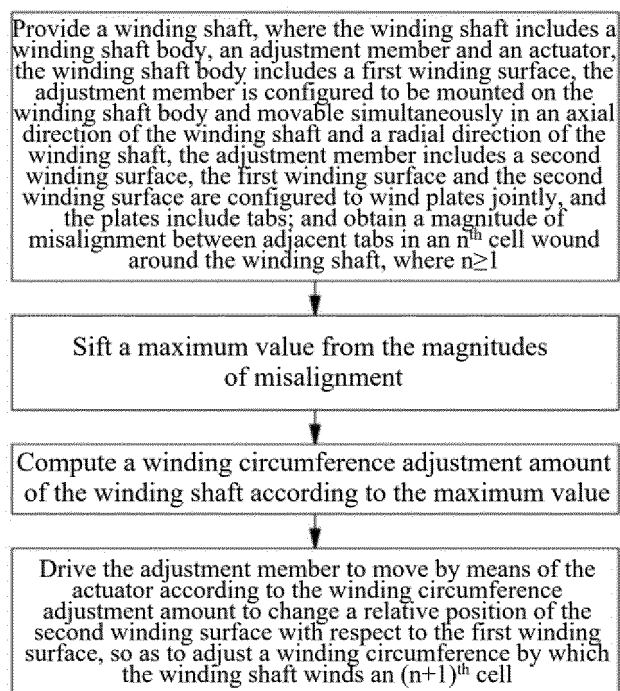 Provide a winding shaft, where the winding shaft includes a
winding shaft body, an adjustment member and an actuator,
the winding shaft body includes a first winding surface, the
adjustment member is configured to be mounted on the
winding shaft body and movable simultaneously in an axial
direction of the winding shaft and a radial direction of the
winding shaft, the adjustment member includes a second
winding surface, the first winding surface and the second
winding surface are configured to wind plates jointly, and
the plates include tabs; and obtain a magnitude of
misalignment between adjacent tabs in an nth cell wound
around the winding shaft, where n≥1
Sift a maximum value from the magnitudes
of misalignment
Compute a winding circumference adjustment amount
of the winding shaft according to the maximum value
Drive the adjustment member to move by means of the
actuator according to the winding circumference
adjustment amount to change a relative position of the
second winding surface with respect to the first winding
surface, so as to adjust a winding circumference by which
the winding shaft winds an (n+1)th cell